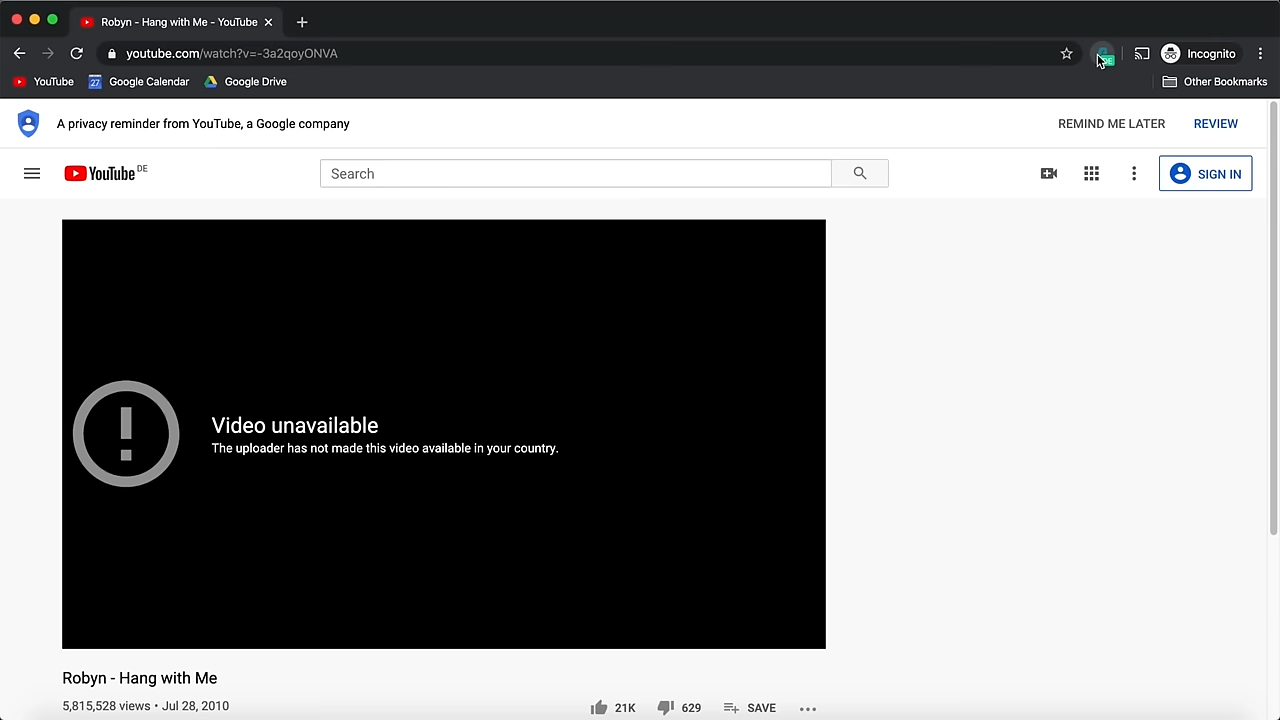 Robyn - Hang with Me - YouTube
youtube.com/watch?v=-3a2qoyONVA
DE
Incognito
YouTube
27
Google Calendar
Google Drive
Other Bookmarks
A privacy reminder from YouTube, a Google company
REMIND ME LATER
REVIEW
YouTube DE
Search
SIGN IN
Video unavailable
The uploader has not made this video available in your country.
Robyn - Hang with Me
5,815,528 views • Jul 28, 2010
21K
629
SAVE